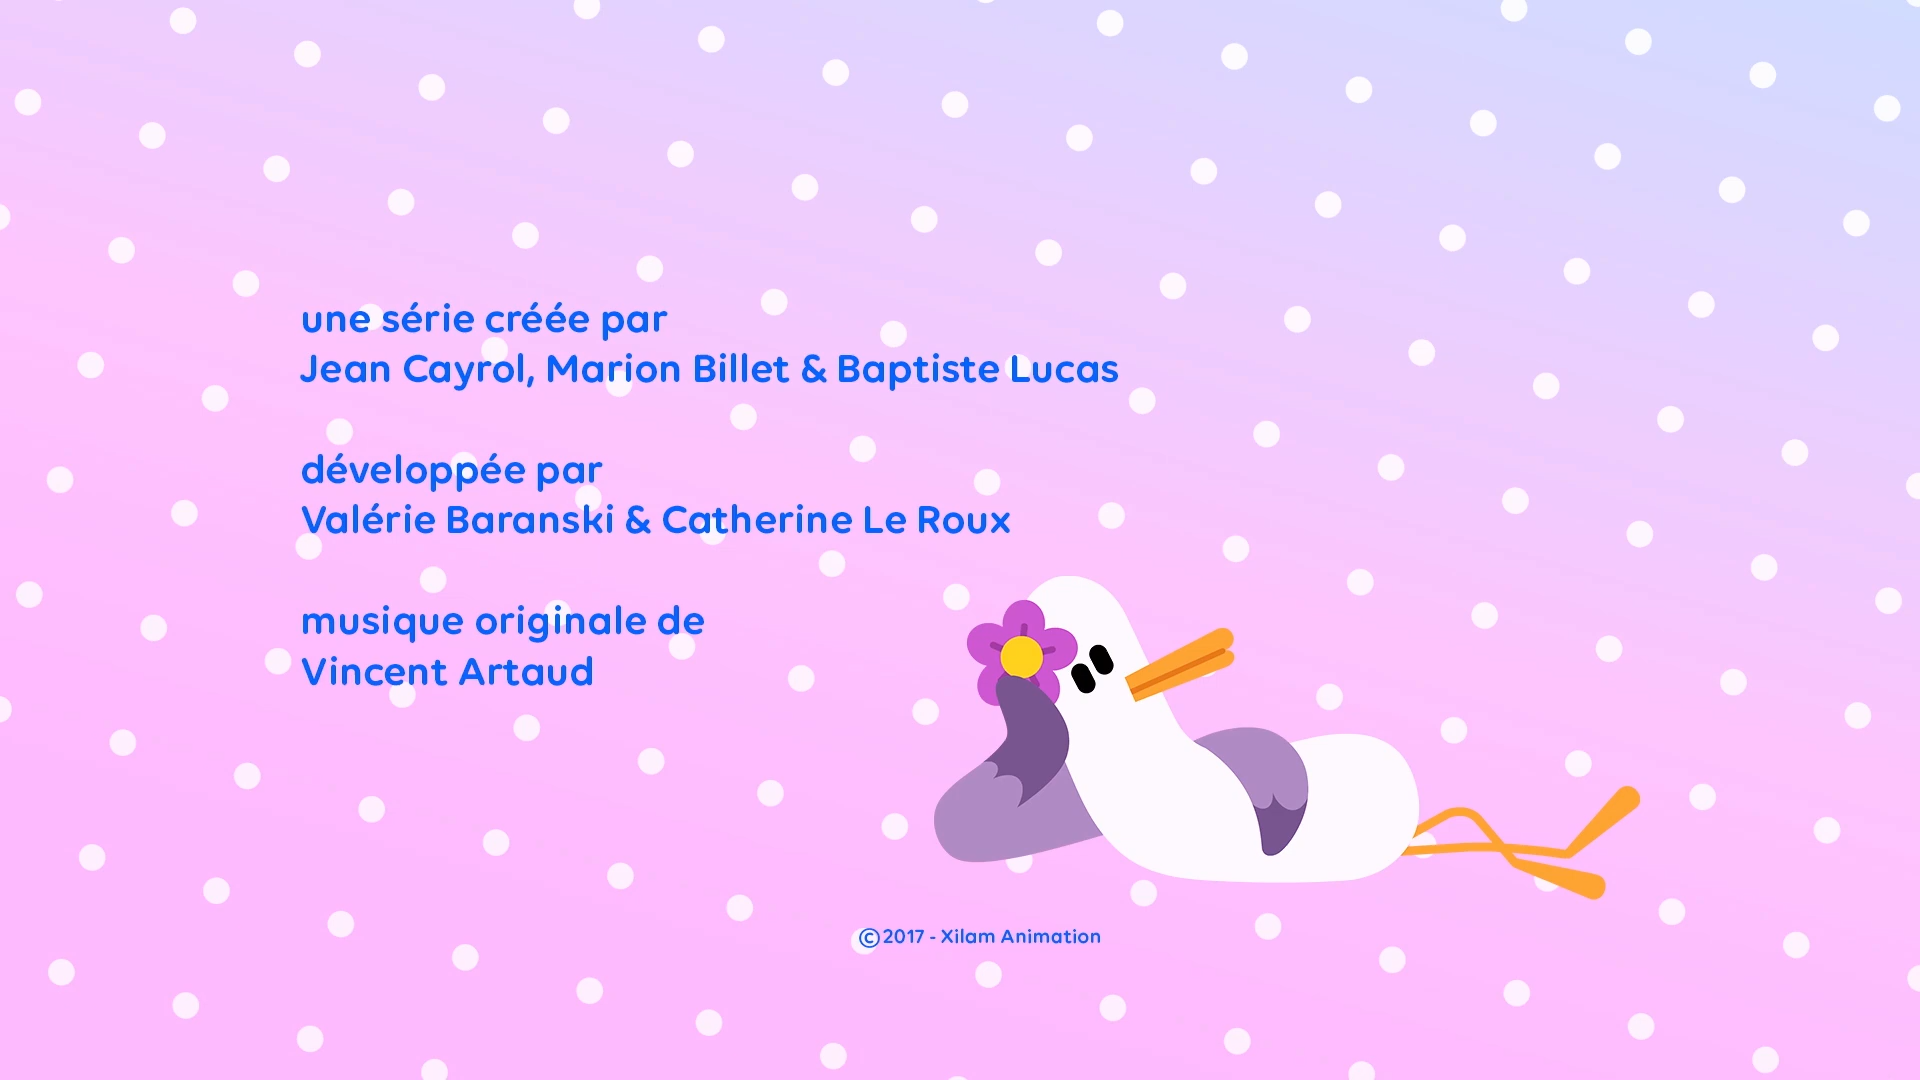 une série créée par
Jean Cayrol, Marion Billet & Baptiste Lucas
développée par
Valérie Baranski & Catherine Le Roux
musique originale de
Vincent Artaud
©2017 - Xilam Animation